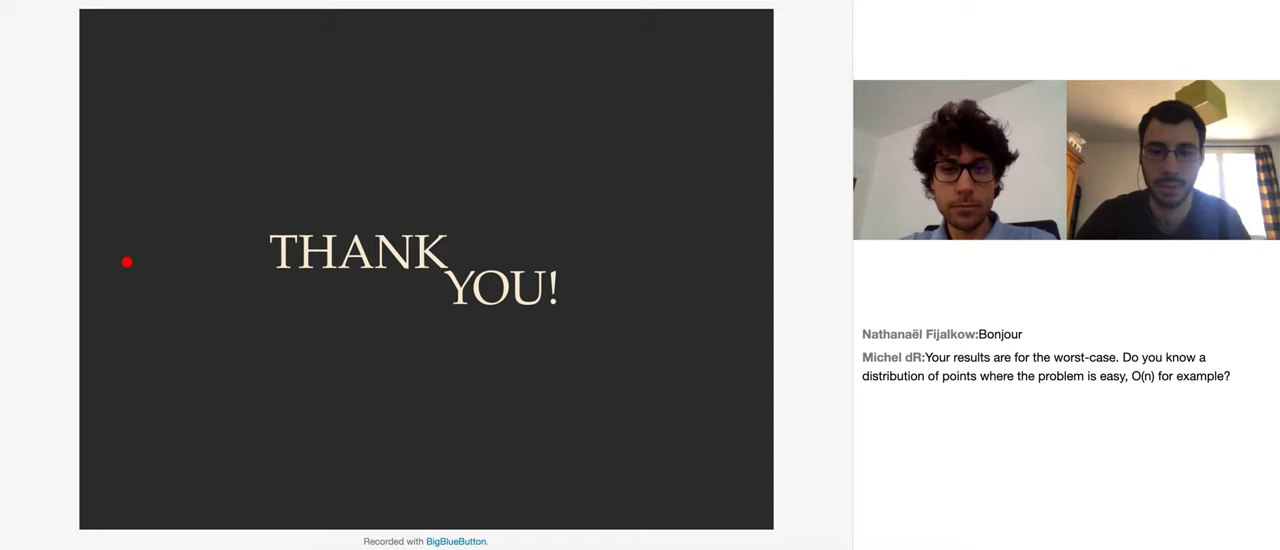 THANK
YOU!
Nathanaël Fijalkow:Bonjour
Michel dR:Your results are for the worst-case. Do you know a
distribution of points where the problem is easy, O(n) for example?
Recorded with BigBlueButton.